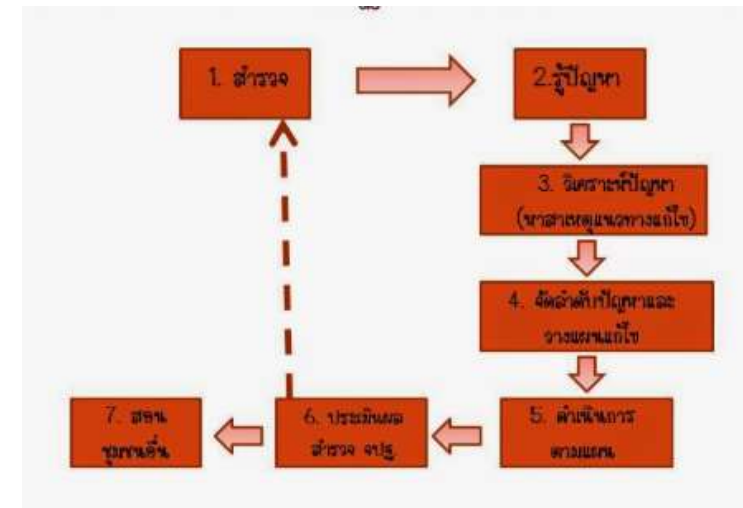 1. สำรวจ
2.รู้ปัญหา
3. วิเคราะห์ปัญหา
(หาสาเหตุแนวทางแก้ไข)
4. จัดลำดับปัญหาและ
วางแผนแก้ไข
5. ดำเนินการ
ตามแผน
6. ประเมินผล
สำรวจ จปฐ.
7. สอน
ชุมชนอื่น